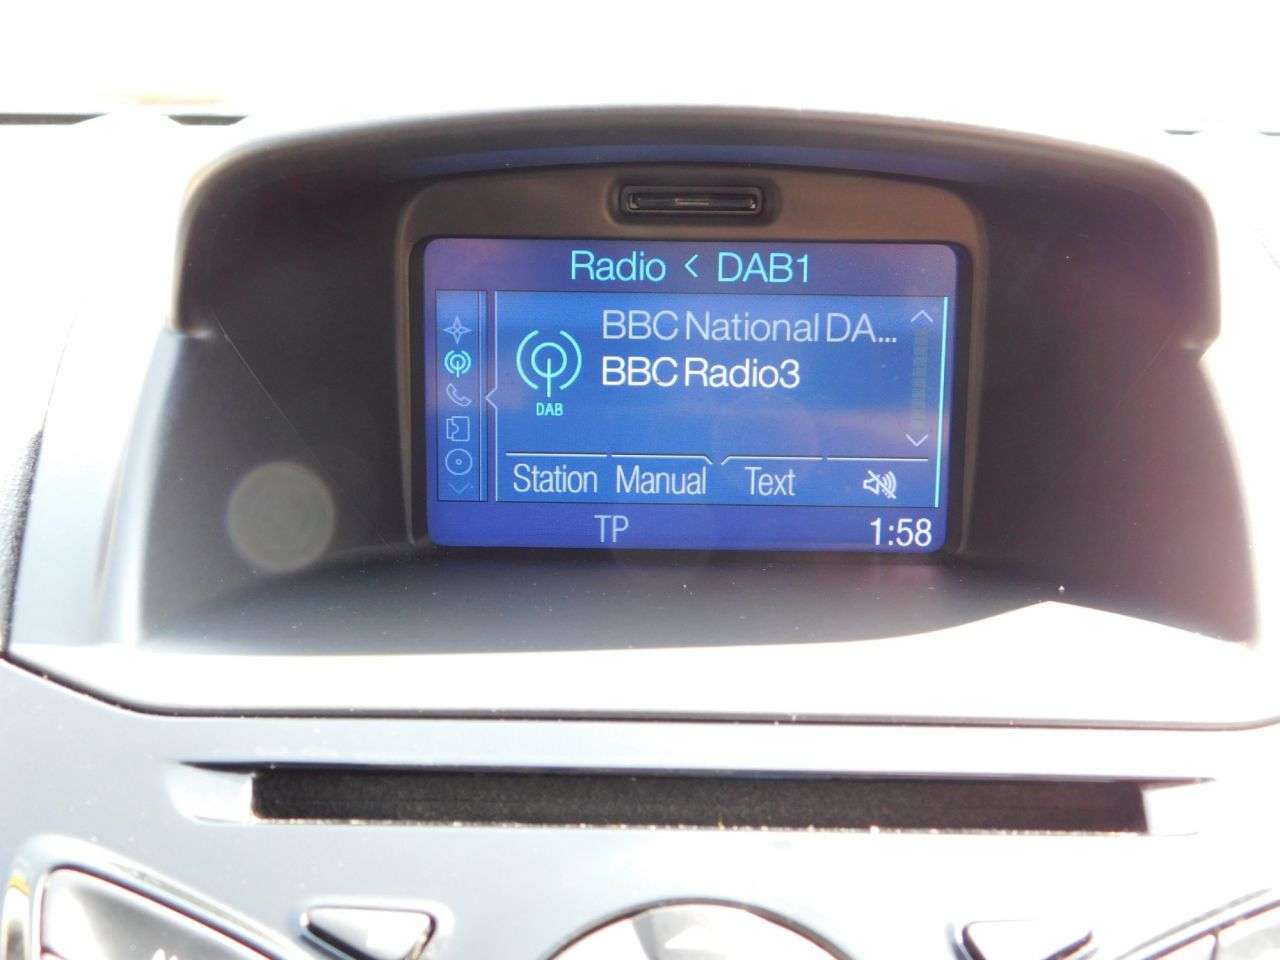 Radio < DAB1
BBC National DA...
BBC Radio3
DAB
Station Manual Text
TP 1:58